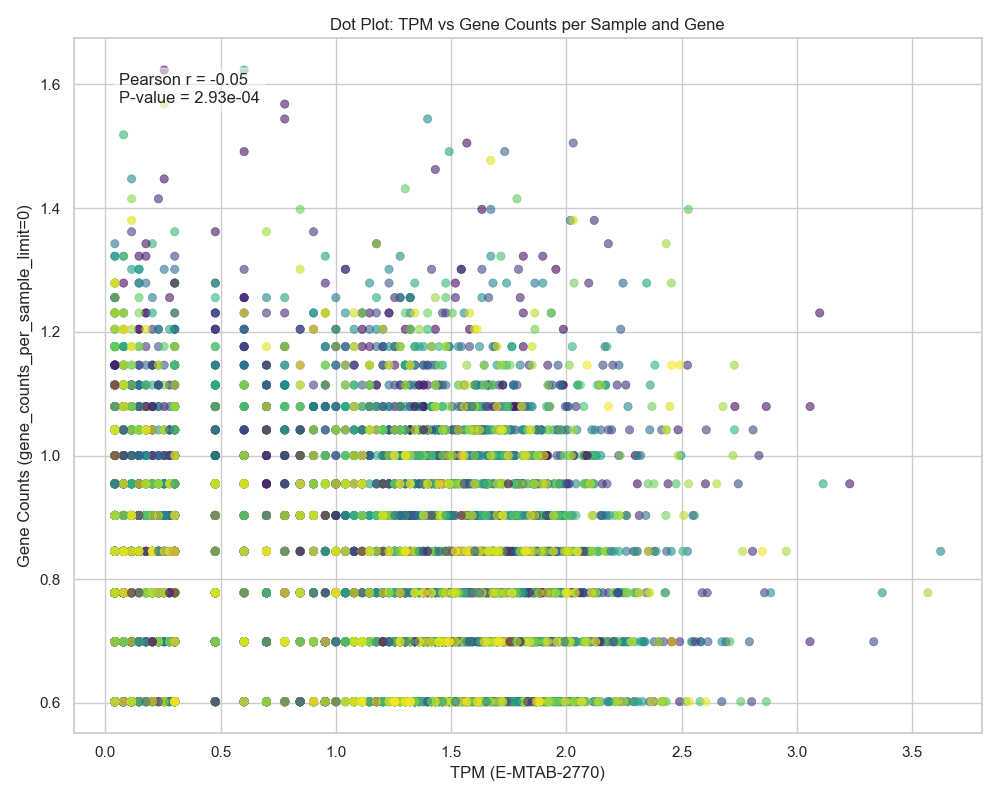 Dot Plot: TPM vs Gene Counts per Sample and Gene
Pearson r = -0.05
P-value = 2.93e-04
Gene Counts (gene_counts_per_sample_limit=0)
1.6
1.4
1.2
1.0
0.8
0.6
0.0 0.5 1.0 1.5 2.0 2.5 3.0 3.5
TPM (E-MTAB-2770)